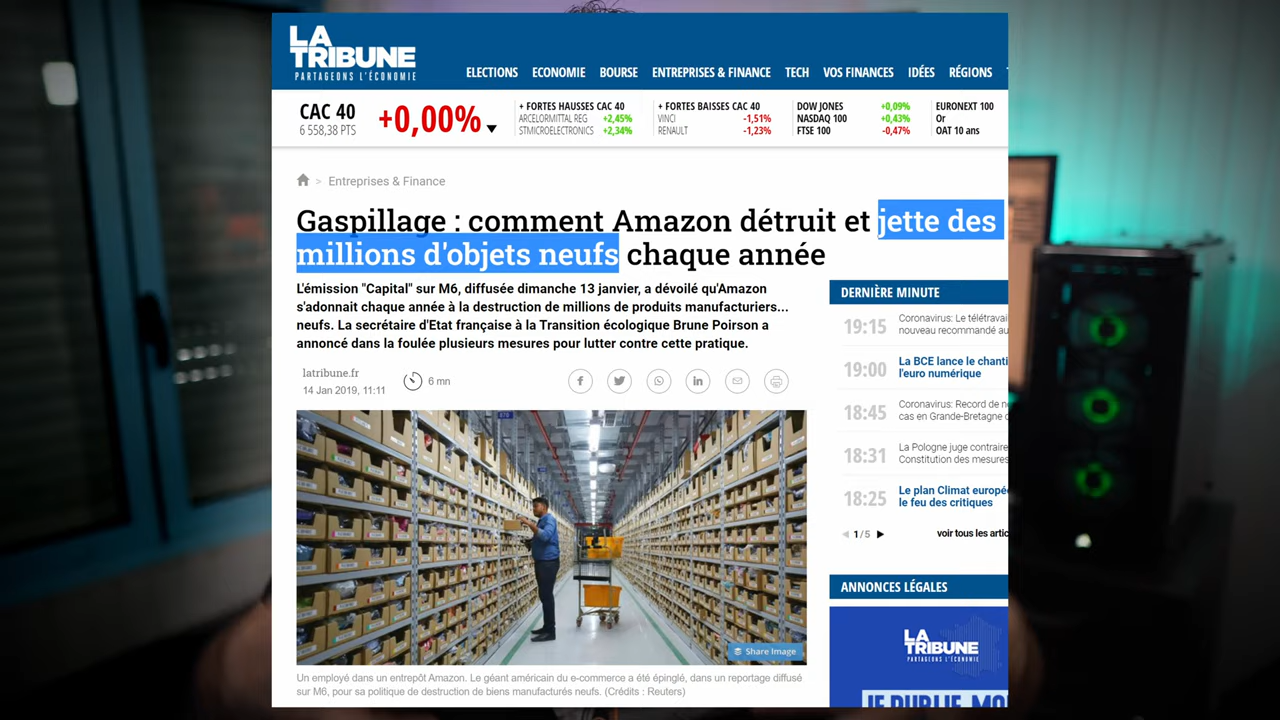 LA
TRIBUNE
PARTAGEONS L'ÉCONOMIE
ELECTIONS ECONOMIE BOURSE ENTREPRISES & FINANCE TECH VOS FINANCES IDÉES RÉGIONS
CAC 40
6 558,38 PTS
+0,00%
+ FORTES HAUSSES CAC 40
ARCELORMITTAL REG +2,45%
STMICROELECTRONICS +2,34%
+ FORTES BAISSES CAC 40
VINCI -1,51%
RENAULT -1,23%
DOW JONES +0,09%
NASDAQ 100 +0,43%
FTSE 100 -0,47%
EURONEXT 100
Or
OAT 10 ans
> Entreprises & Finance
Gaspillage : comment Amazon détruit et jette des
millions d'objets neufs chaque année
L'émission "Capital" sur M6, diffusée dimanche 13 janvier, a dévoilé qu'Amazon
s'adonnait chaque année à la destruction de millions de produits manufacturiers...
neufs. La secrétaire d'Etat française à la Transition écologique Brune Poirson a
annoncé dans la foulée plusieurs mesures pour lutter contre cette pratique.
latribune.fr
14 Jan 2019, 11:11
6 mn
Share Image
Un employé dans un entrepôt Amazon. Le géant américain du e-commerce a été épinglé, dans un reportage diffusé
sur M6, pour sa politique de destruction de biens manufacturés neufs. (Crédits : Reuters)
DERNIÈRE MINUTE
19:15 Coronavirus: Le télétravai
nouveau recommandé au
19:00 La BCE lance le chanti
l'euro numérique
18:45 Coronavirus: Record de n
cas en Grande-Bretagne
18:31 La Pologne juge contraire
Constitution des mesures
18:25 Le plan Climat europée
le feu des critiques
1/5 voir tous les artic
ANNONCES LÉGALES
LA
TRIBUNE
PARTAGEONS L'ÉCONOMIE
JE PUBLIE, MO